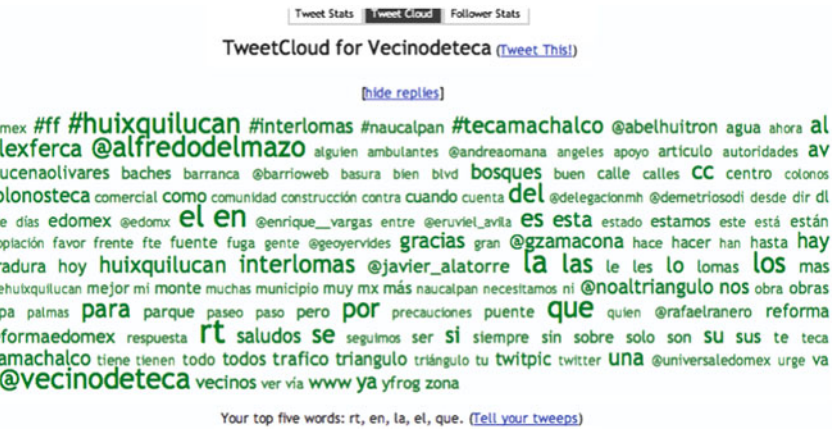 Tweet Stats Tweet Cloud Follower Stats
TweetCloud for Vecinodeteca (Tweet This!)
[hide replies]
mex #ff #huixquilucan #interlomas #naucalpan #tecamachalco @abelhuitron agua ahora al
lexferca @alfredodelmazo alguien ambulantes @andreaomana angeles apoyo articulo autoridades av
ucenaolivares baches barranca @barrioweb basura bien blvd bosques buen calle calles cc centro colonos
olonosteca comercial como comunidad construcción contra cuando cuenta del @delegacionmh @demetriosodi desde dir dl
e días edomex @edomx el en @enrique__vargas entre @eruviel_avila es esta estado estamos este está están
opiación favor frente fte fuente fuga gente @geoyervides gracias gran @gzamacona hace hacer han hasta hay
radura hoy huixquilucan interlomas @javier_alatorre la las le les lo lomas los mas
ehuixquilucan mejor mi monte muchas municipio muy mx más naucalpan necesitamos ni @noaltriangulo nos obra obras
pa palmas para parque paseo paso pero por precauciones puente que quien @rafaelranero reforma
eformaedomex respuesta rt saludos se seguimos ser si siempre sin sobre solo son su sus te teca
amachalco tiene tienen todo todos trafico triangulo triángulo tu twitpic twitter una @universaledomex urge va
@vecinodeteca vecinos ver vía www ya yfrog zona
Your top five words: rt, en, la, el, que. (Tell your tweeps)